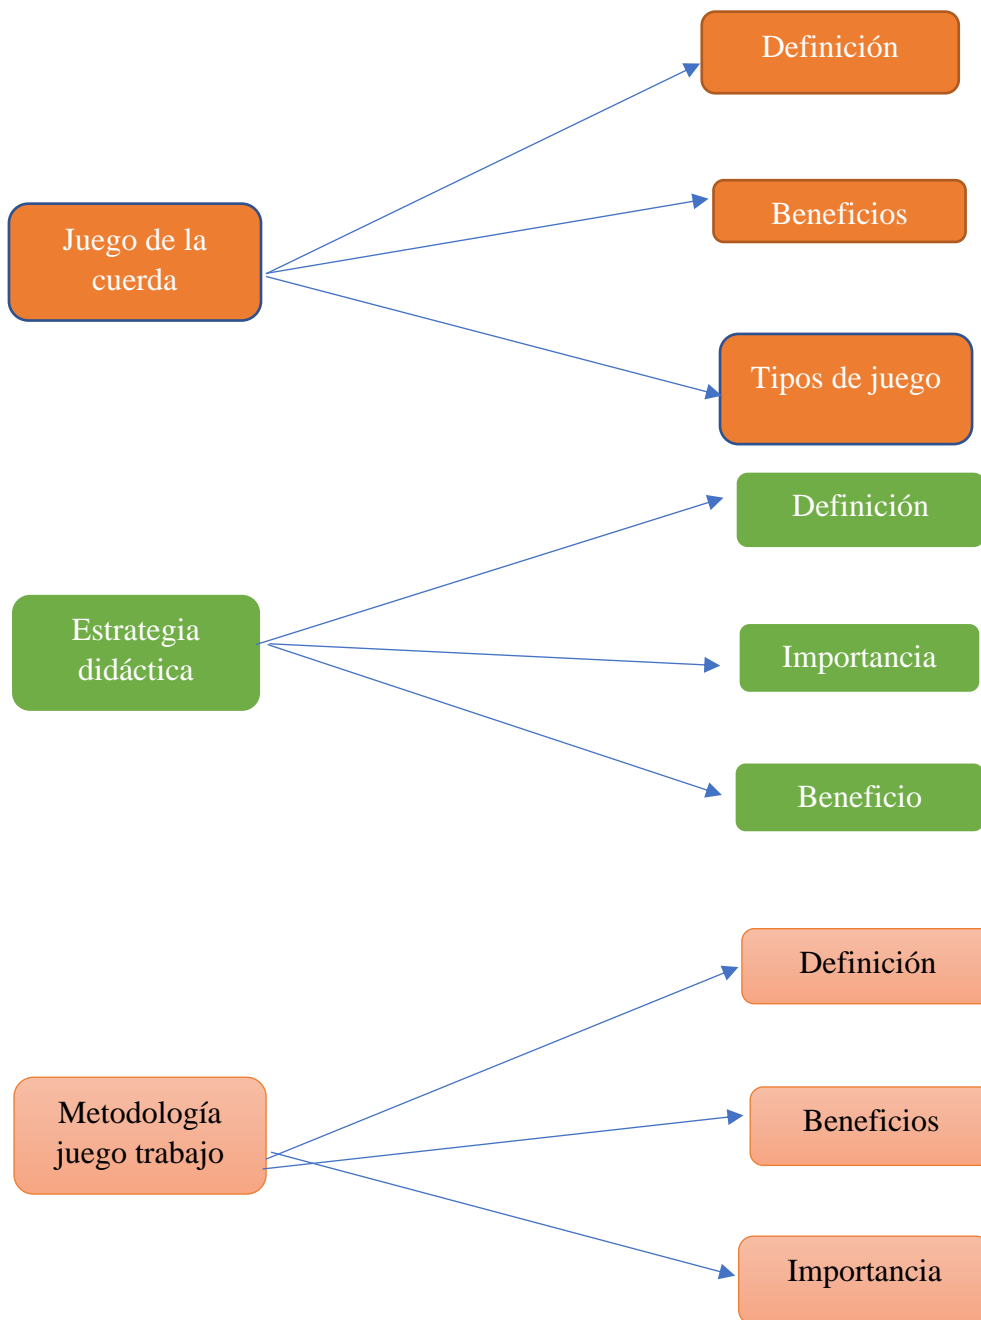 Juego de la
cuerda
Definición
Beneficios
Tipos de juego
Estrategia
didáctica
Definición
Importancia
Beneficio
Metodología
juego trabajo
Definición
Beneficios
Importancia